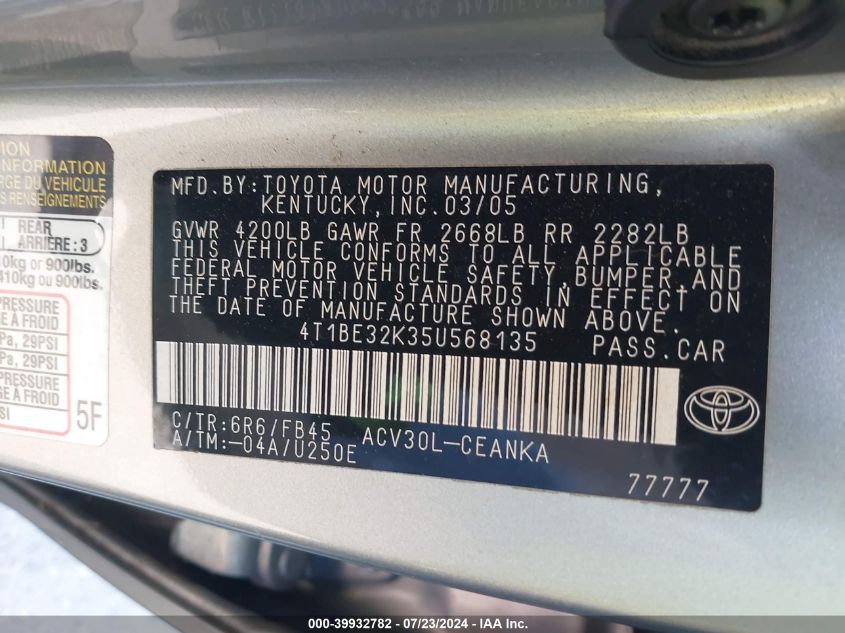 ION
INFORMATION
RGE DU VÉHICULE
S RENSEIGNEMENTS
REAR
ARRIÈRE : 3
0kg or 900lbs.
410kg ou 900lbs.
PRESSURE
E À FROID
Pa, 29PSI
Pa, 29PSI
PRESSURE
E À FROID
SI
5F
MFD.BY:TOYOTA MOTOR MANUFACTURING,
KENTUCKY,INC.03/05
GVWR 4200LB GAWR FR 2668LB RR 2282LB
THIS VEHICLE CONFORMS TO ALL APPLICABLE
FEDERAL MOTOR VEHICLE SAFETY,BUMPER,AND
THEFT PREVENTION STANDARDS IN EFFECT ON
THE DATE OF MANUFACTURE SHOWN ABOVE.
4T1BE32K35U568135 PASS.CAR
C/TR:6R6/FB45 ACV30L-CEANKA
A/TM:-04A/U250E
77777
000-39932782 - 07/23/2024 - IAA Inc.